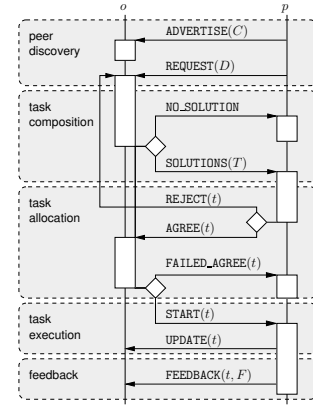 o p
peer
discovery
ADVERTISE(C)
REQUEST(D)
task
composition
NO_SOLUTION
SOLUTIONS(T)
task
allocation
REJECT(t)
AGREE(t)
FAILED_AGREE(t)
task
execution
START(t)
UPDATE(t)
feedback
FEEDBACK(t, F)